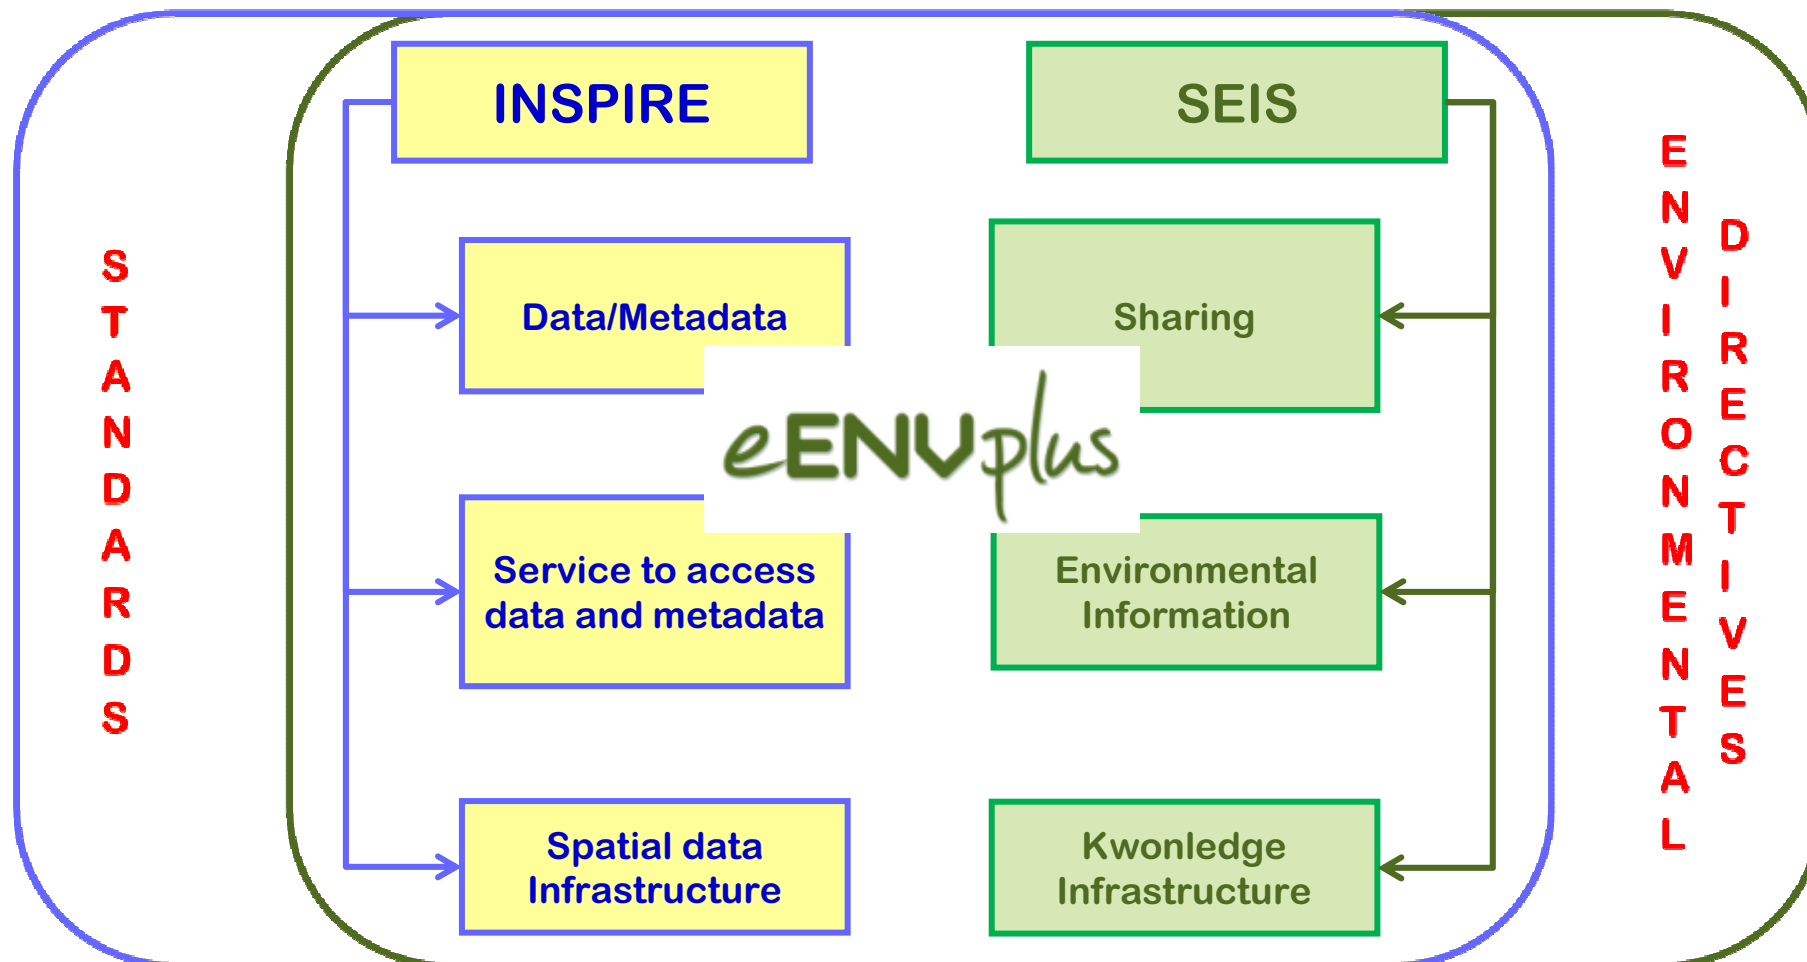 INSPIRE
SEIS
STANDARDS
Data/Metadata
Sharing
eENVplus
Service to access
data and metadata
Environmental
Information
Spatial data
Infrastructure
Kwonledge
Infrastructure
ENVIRONMENTAL
DIRECTIVES